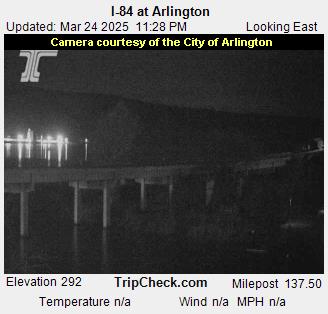 I-84 at Arlington
Updated: Mar 24 2025 11:28 PM Looking East
Camera courtesy of the City of Arlington
Elevation 292 TripCheck.com Milepost 137.50
Temperature n/a Wind n/a MPH n/a